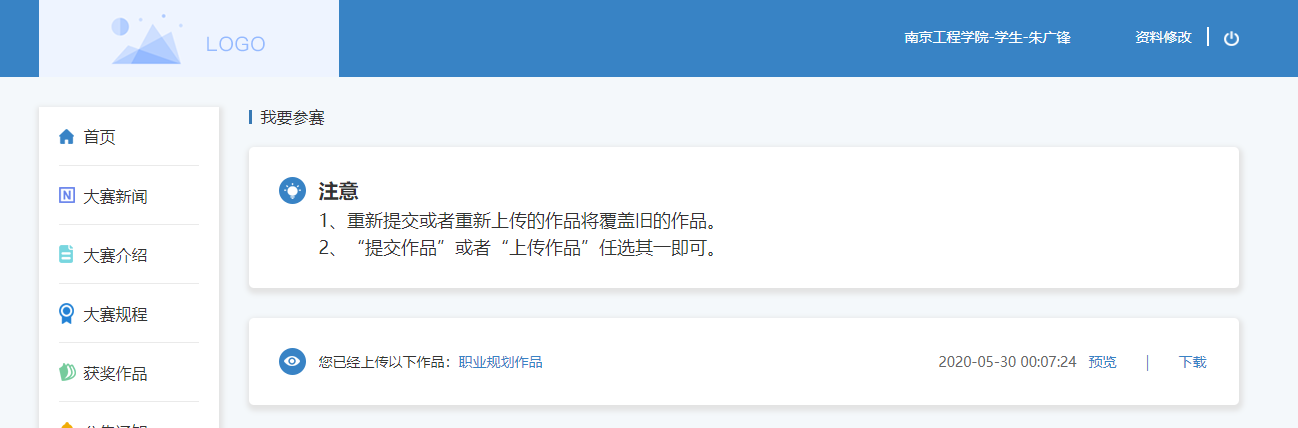 LOGO
南京工程学院-学生-朱广锋
资料修改
首页
N 大赛新闻
大赛介绍
大赛规程
获奖作品
我要参赛
注意
1、重新提交或者重新上传的作品将覆盖旧的作品。
2、“提交作品”或者“上传作品”任选其一即可。
您已经上传以下作品：职业规划作品
2020-05-30 00:07:24 预览 | 下载